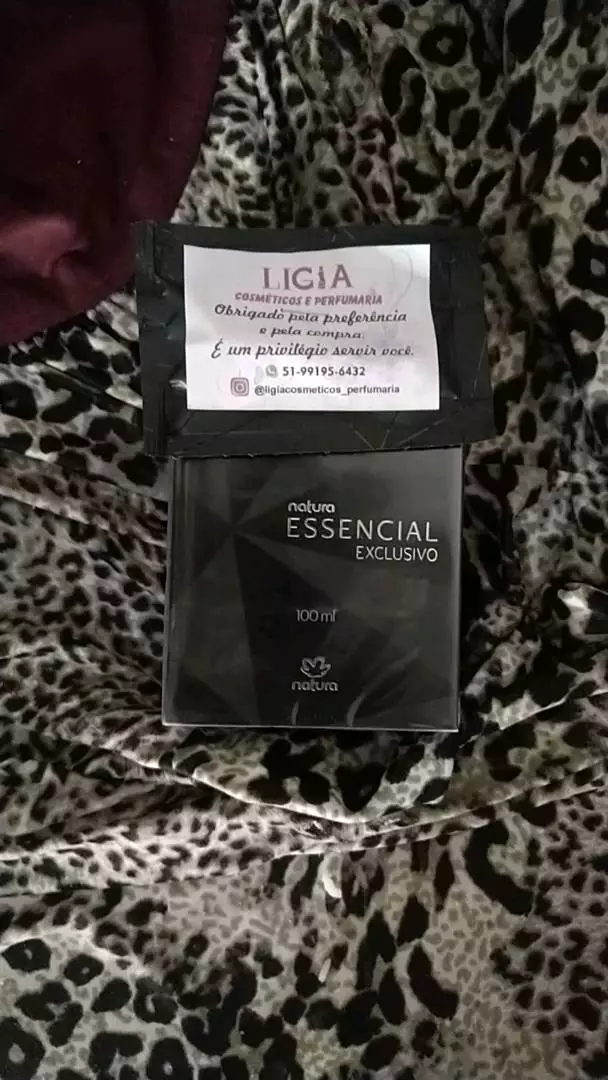 LIGIA
COSMÉTICOS E PERFUMARIA
Obrigado pela preferência
e pela compra.
É um privilégio servir você.
51-99195-6432
@ligiacosmeticos_perfumaria
natura
ESSENCIAL
EXCLUSIVO
100 ml
natura